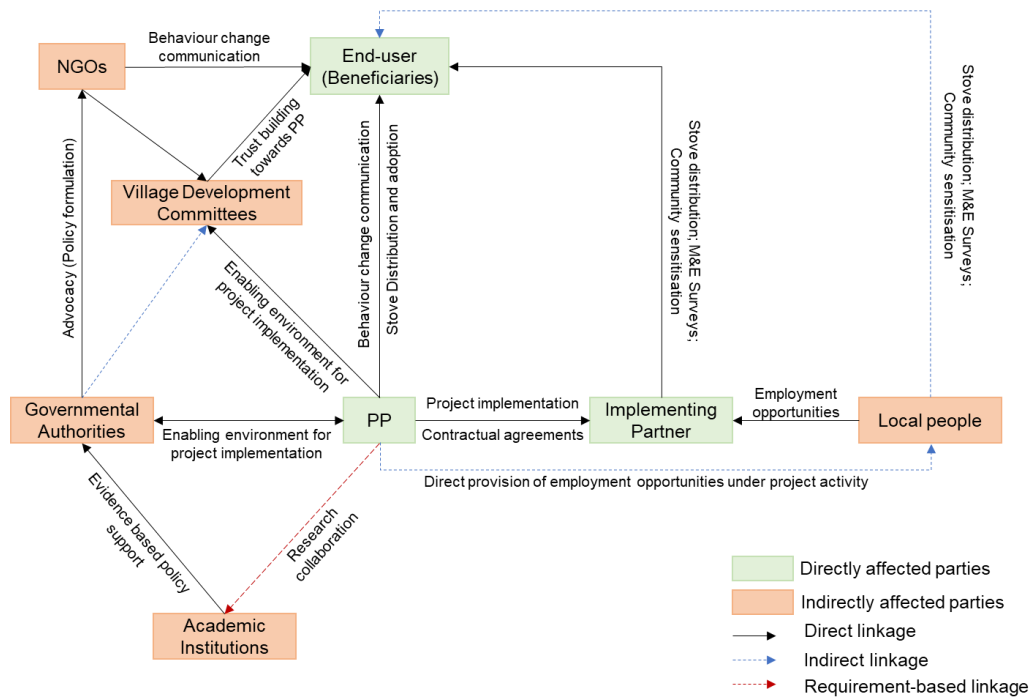 Behaviour change
communication
NGOs
End-user
(Beneficiaries)
Trust building
towards PP
Village Development
Committees
Advocacy (Policy formulation)
Enabling environment for
project implementation
Behaviour change communication
Stove Distribution and adoption
Stove distribution; M&E Surveys;
Community sensitisation
Stove distribution; M&E Surveys;
Community sensitisation
Governmental
Authorities
Enabling environment for
project implementation
PP
Project implementation
Contractual agreements
Implementing
Partner
Employment
opportunities
Local people
Direct provision of employment opportunities under project activity
Evidence based policy
support
Research
collaboration
Academic
Institutions
Directly affected parties
Indirectly affected parties
Direct linkage
Indirect linkage
Requirement-based linkage